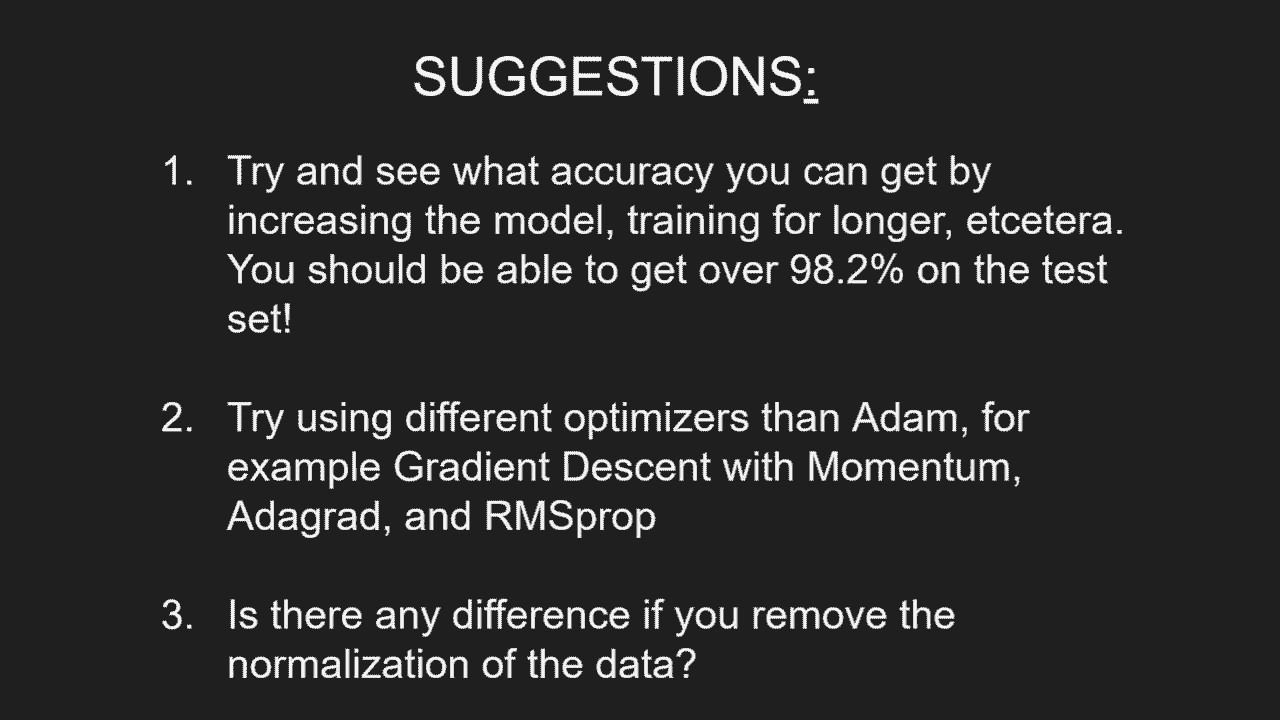 SUGGESTIONS:
1. Try and see what accuracy you can get by
increasing the model, training for longer, etcetera.
You should be able to get over 98.2% on the test
set!
2. Try using different optimizers than Adam, for
example Gradient Descent with Momentum,
Adagrad, and RMSprop
3. Is there any difference if you remove the
normalization of the data?